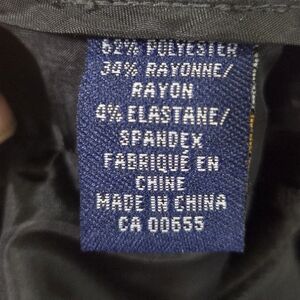 62% POLYESTER
34% RAYONNE/
RAYON
4% ELASTANE/
SPANDEX
FABRIQUÉ EN
CHINE
MADE IN CHINA
CA 00655